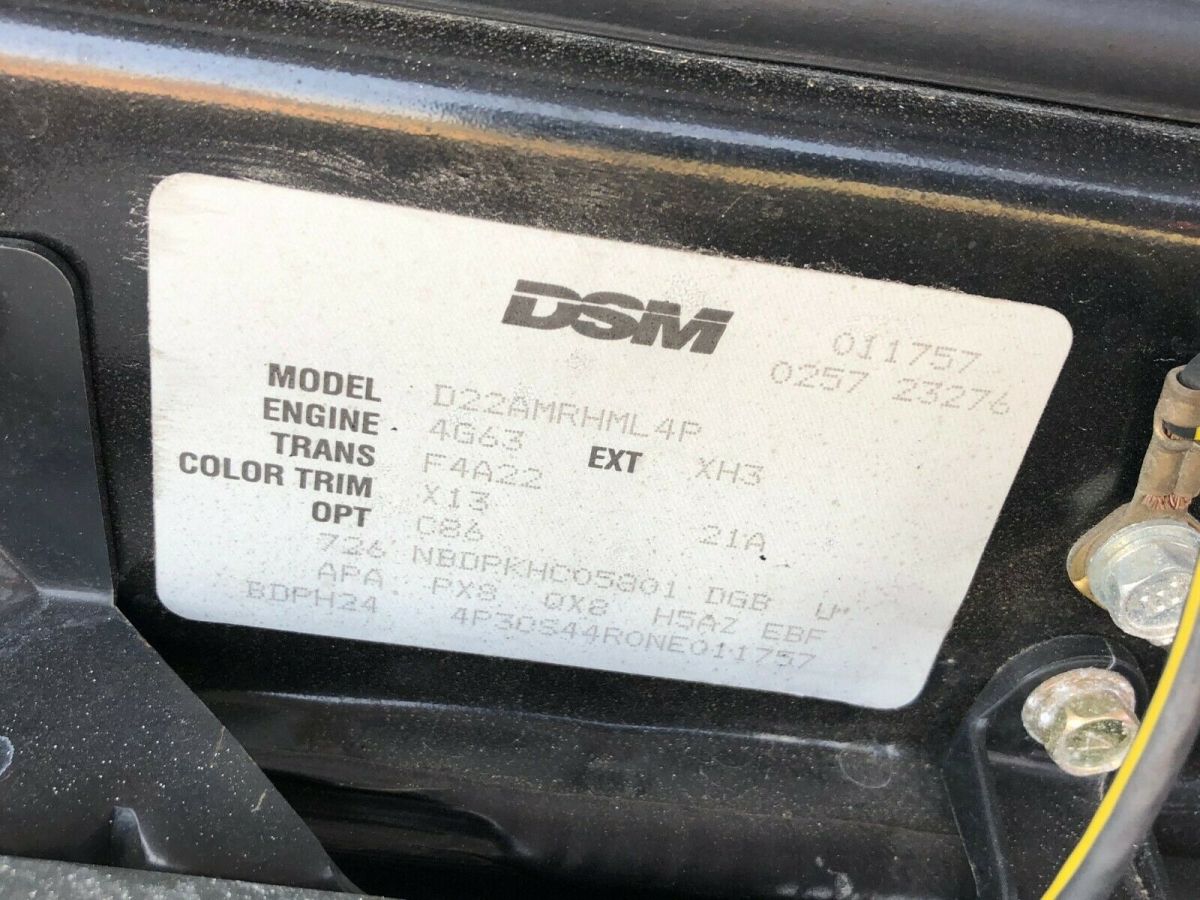 DSM
011757
0257 23276
MODEL D22AMRHML4P
ENGINE 4G63 EXT XH3
TRANS F4A22
COLOR TRIM X13
OPT C86 21A
726 NBDPKHC05801 DGB U"
APA PX8 QX8 H5AZ EBF
BDPH24 4P3CS44R0NE011757